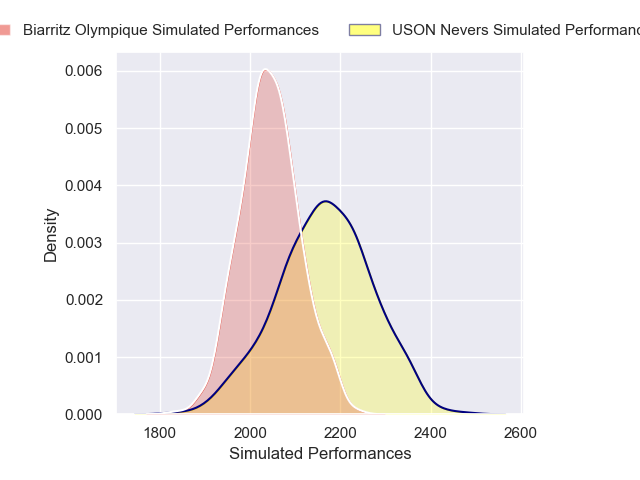 Biarritz Olympique Simulated Performances USON Nevers Simulated
0.006
0.005
0.004
0.003
0.002
0.001
0.000
Density
1800 2000 2200 2400 2600
Simulated Performances